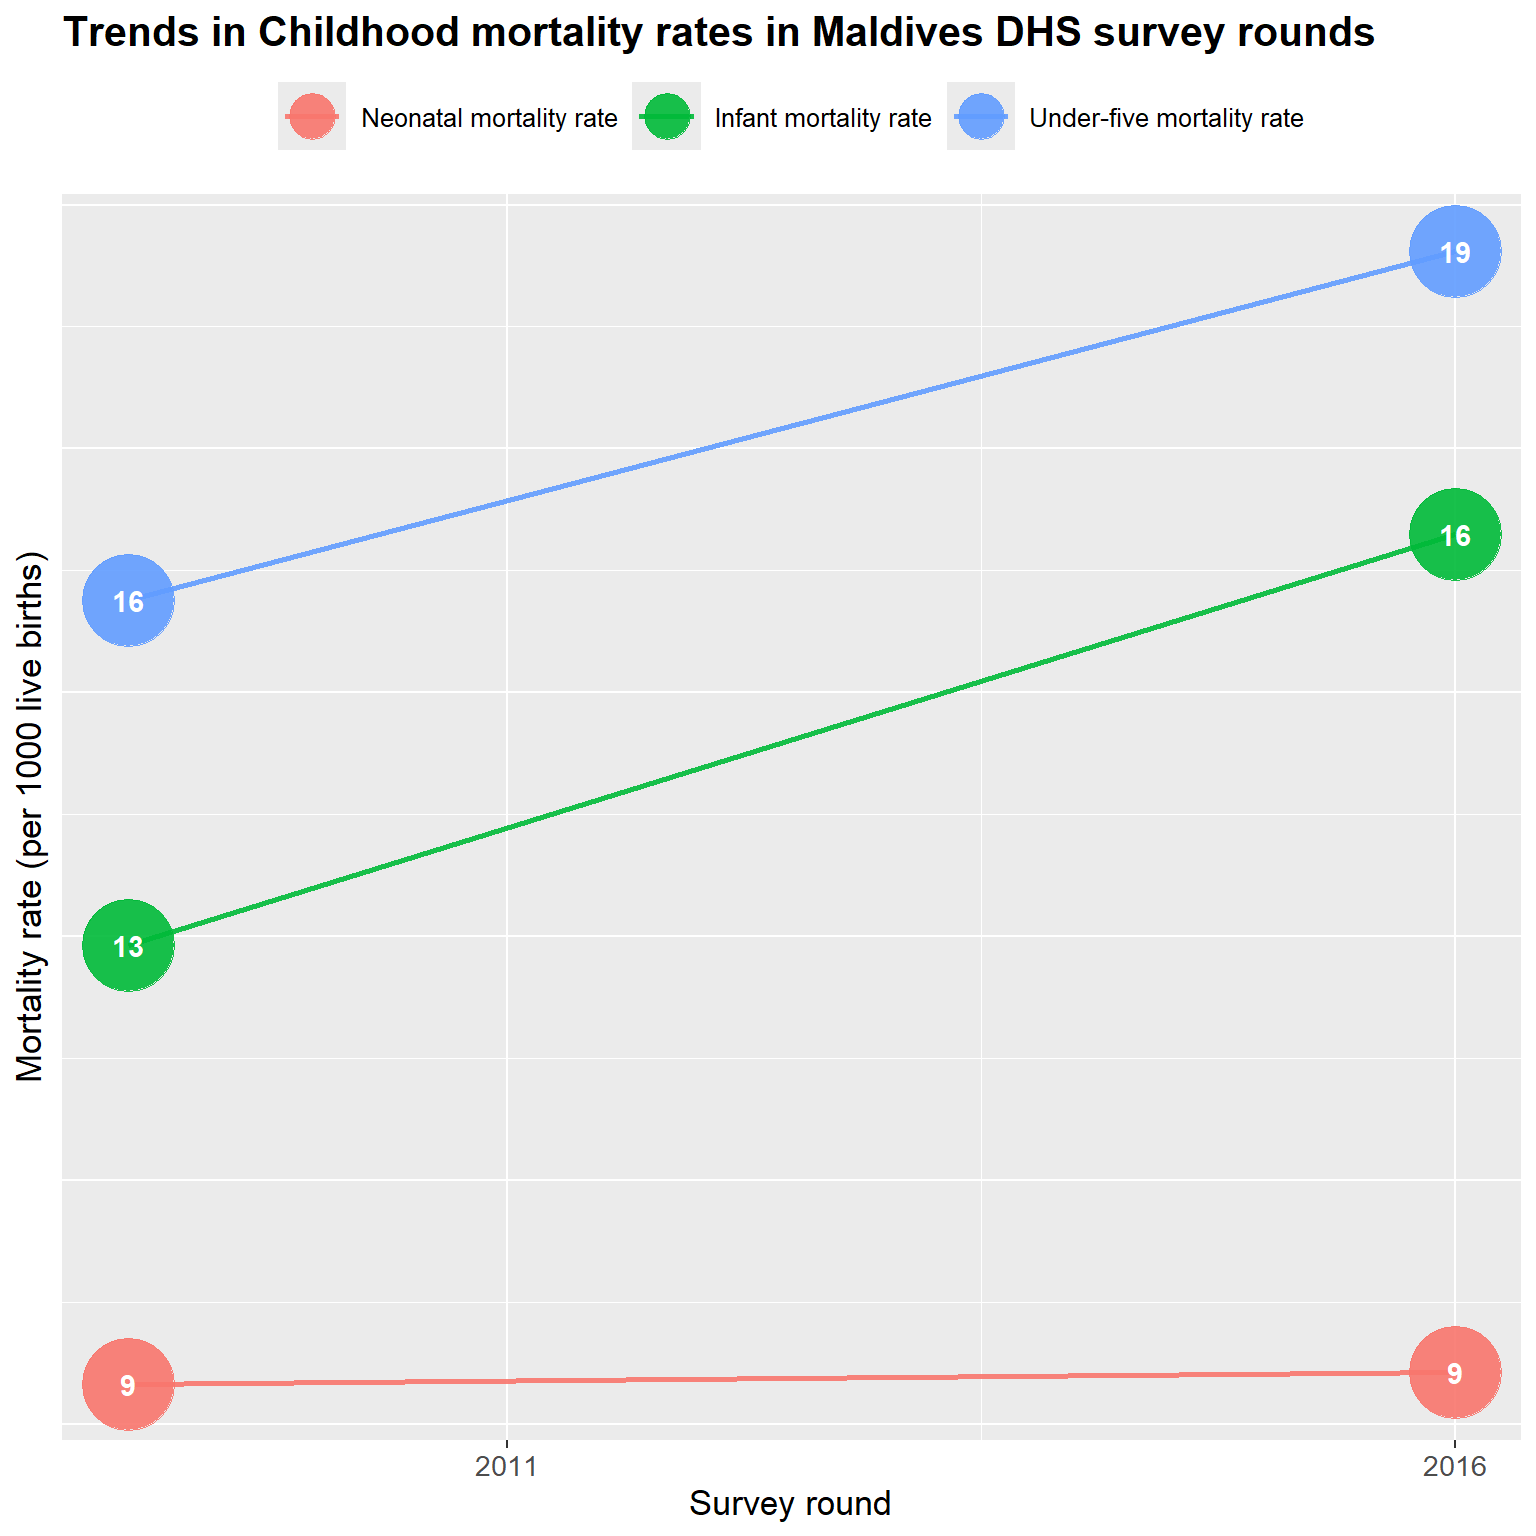 Trends in Childhood mortality rates in Maldives DHS survey rounds
Neonatal mortality rate
Infant mortality rate
Under-five mortality rate
Mortality rate (per 1000 live births)
19
16
16
13
9
9
2011
2016
Survey round